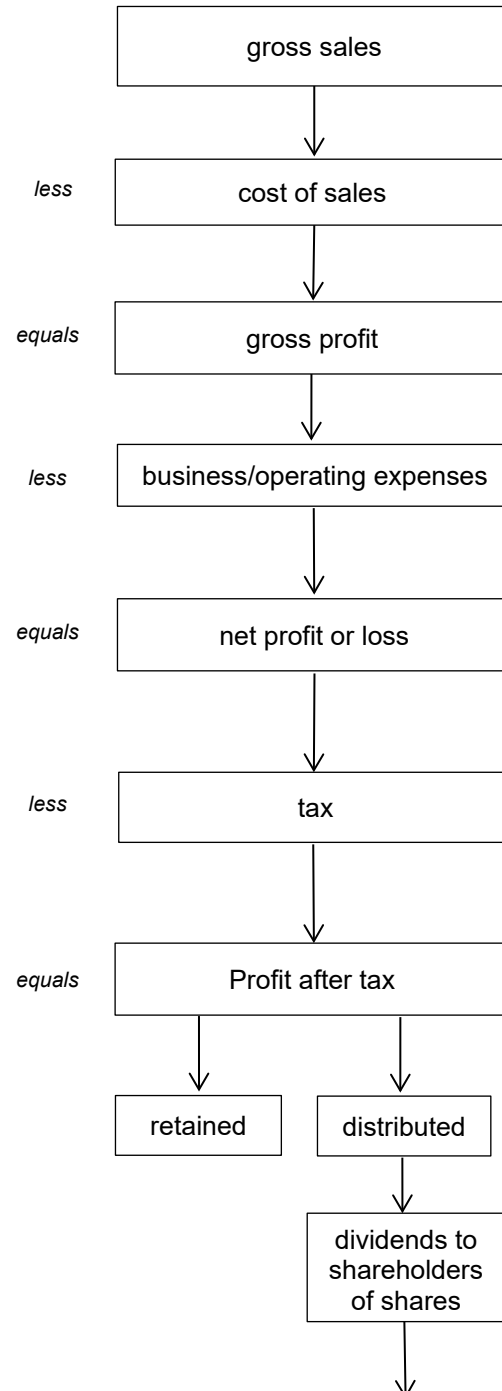 gross sales
less
cost of sales
equals
gross profit
less
business/operating expenses
equals
net profit or loss
less
tax
equals
Profit after tax
retained
distributed
dividends to
shareholders
of shares